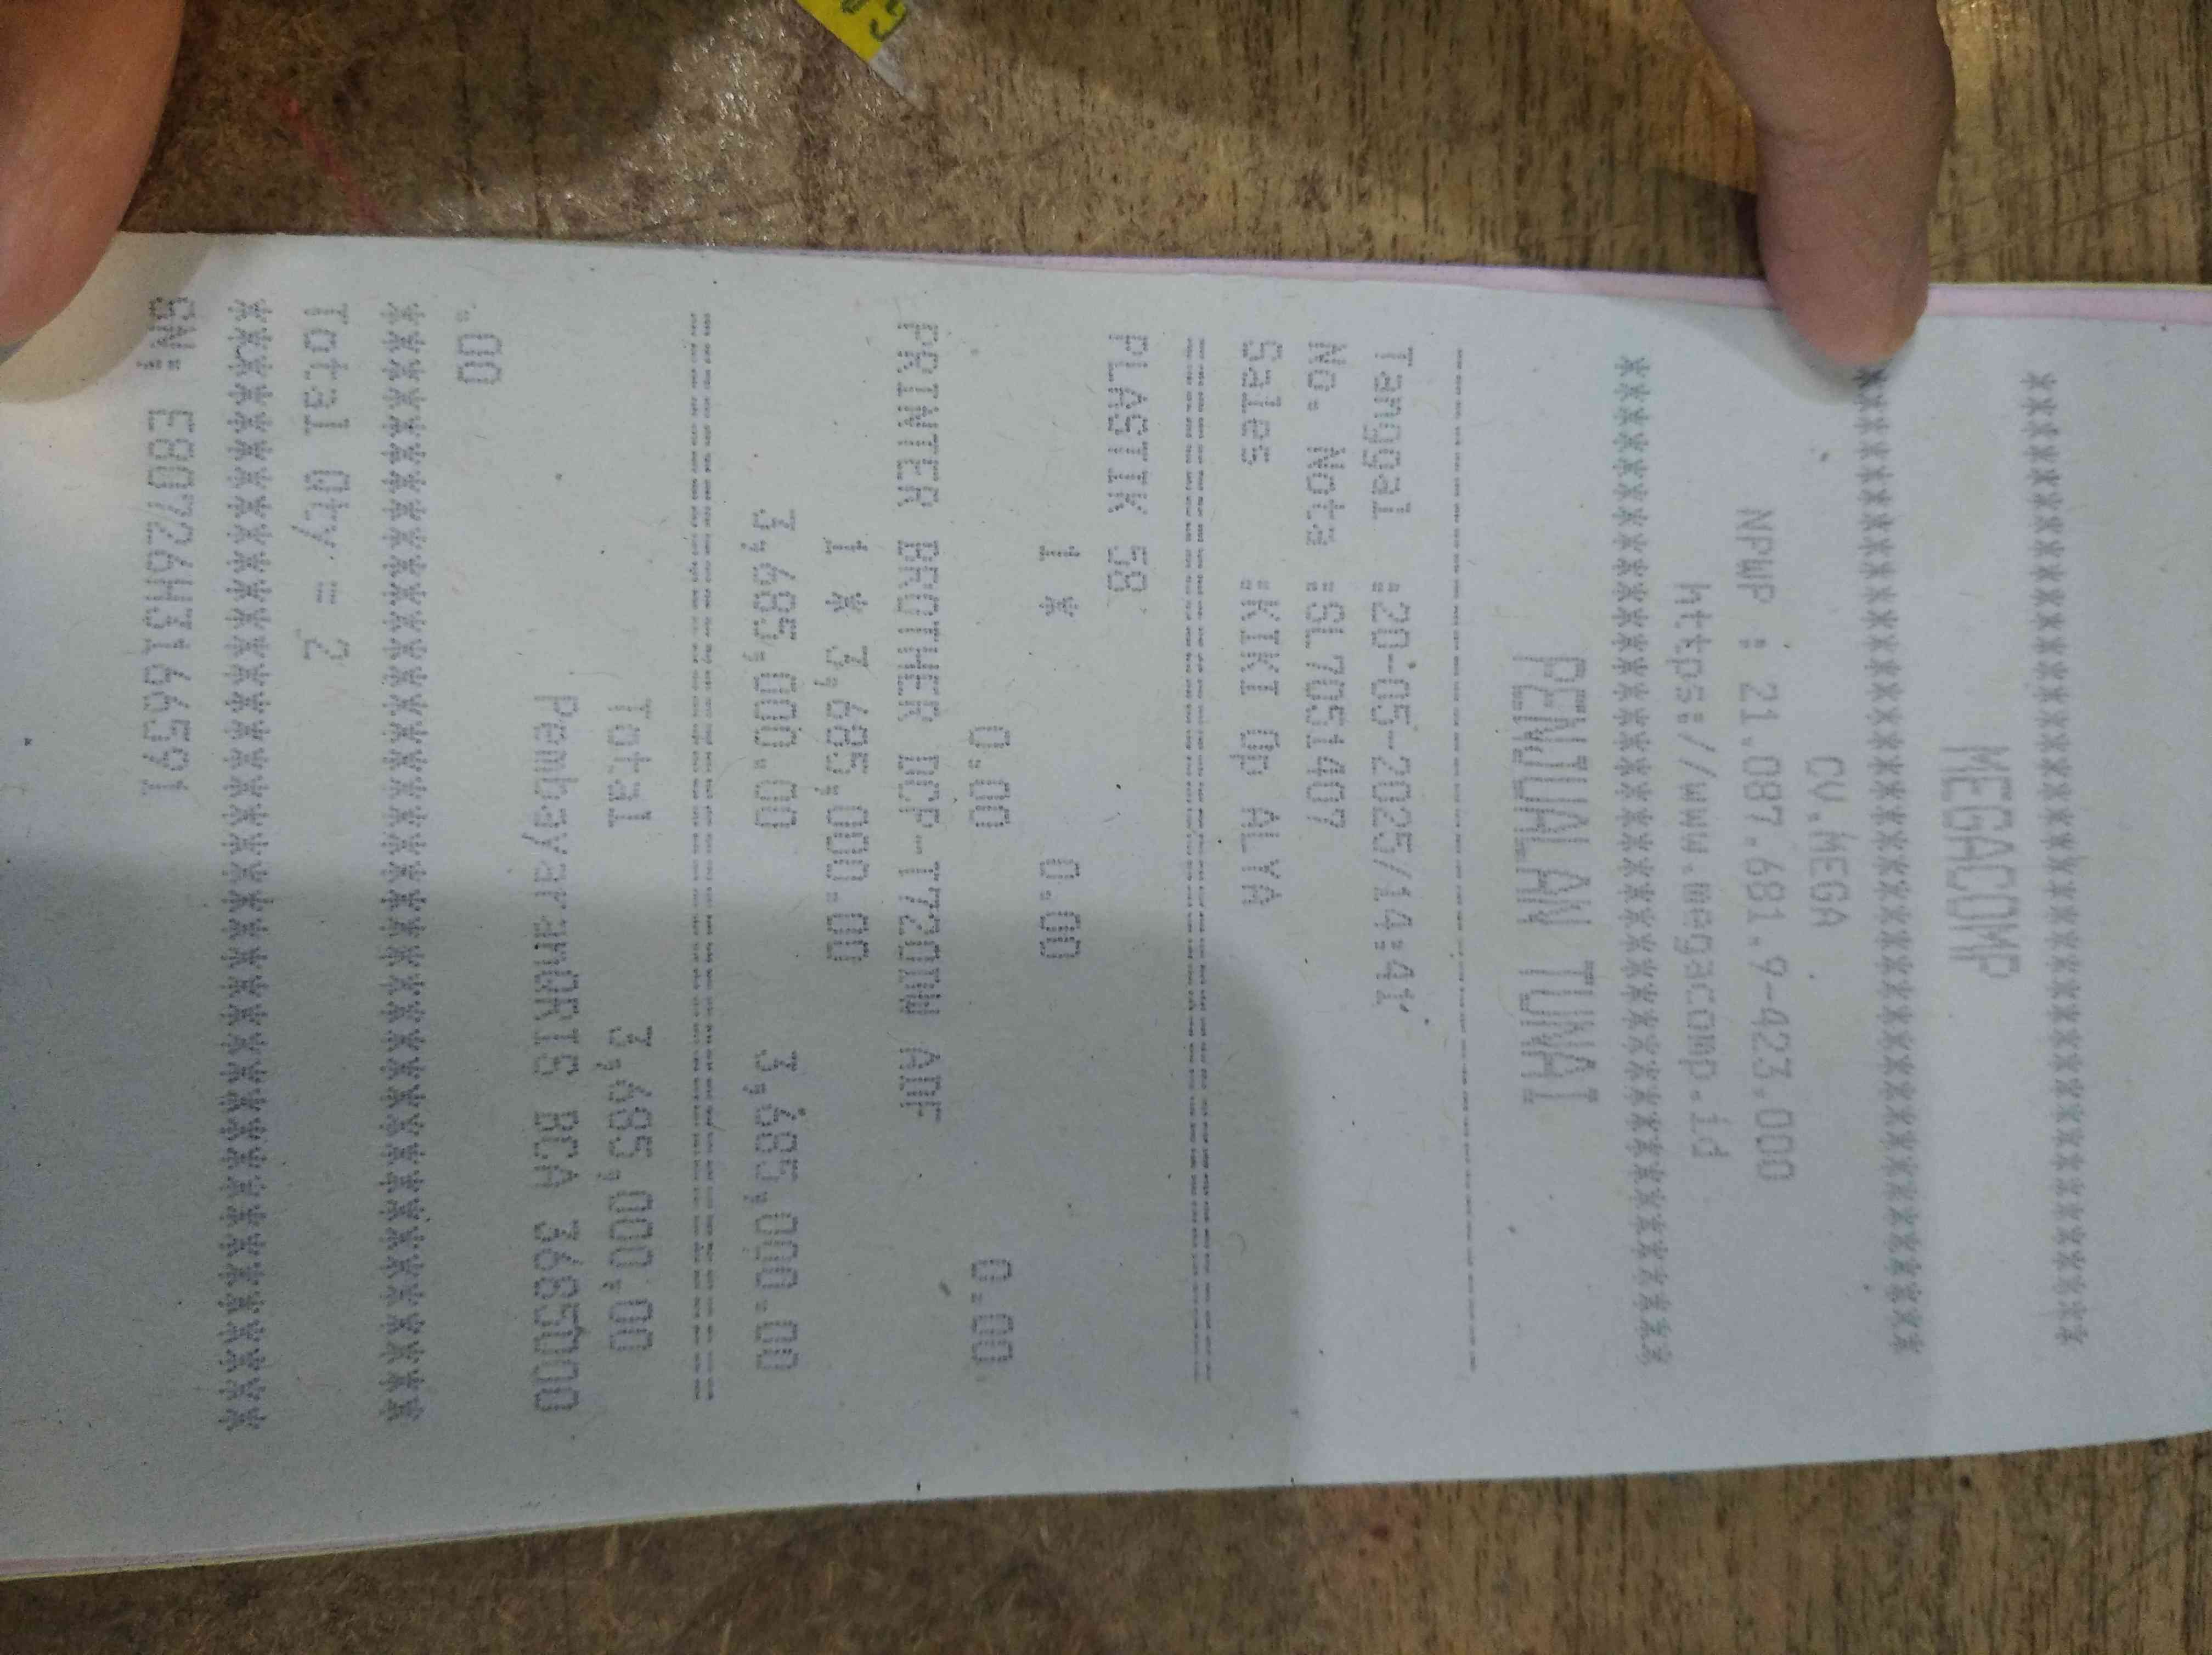 ****************************************
MEGACOMP
****************************************
CV.MEGA
NPWP : 21.087.681.9-423.000
https://www.megacomp.id
****************************************
PENJUALAN TUNAI
----------------------------------------
Tanggal :20-05-2025/14:41
No. Nota :SL7051407
Sales :KIKI Op ALYA
========================================
PLASTIK 58
1 * 0.00
0.00 0.00
PRINTER BROTHER DCP-T720DW ADF
1 * 3,685,000.00
3,685,000.00 3,685,000.00
========================================
Total 3,685,000.00
PembayaranQRIS BCA 3685000
.00
****************************************
Total Qty = 2
****************************************
SN: E80726H3N